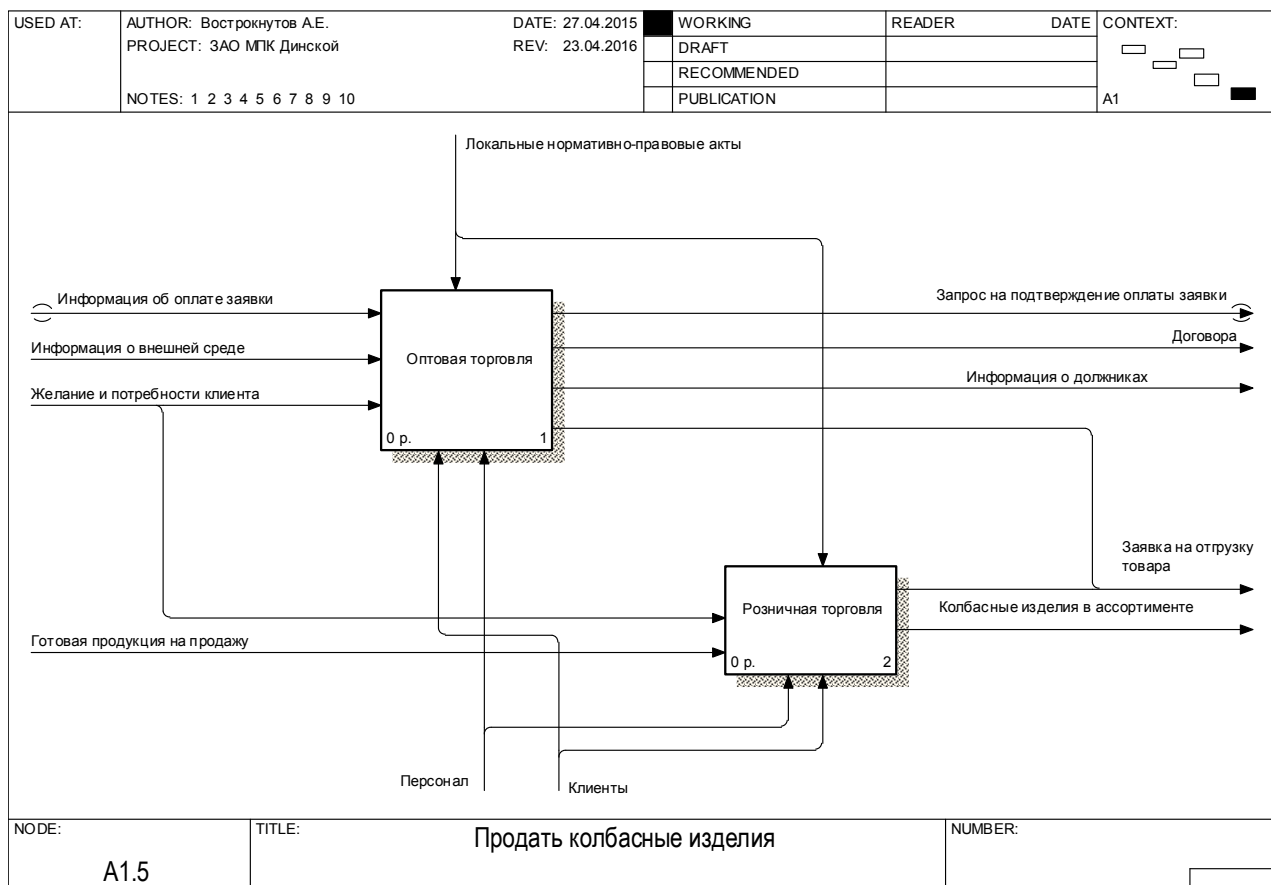 USED AT:
AUTHOR: Вострокнутов А.Е.
DATE: 27.04.2015
PROJECT: ЗАО МПК Динской
REV: 23.04.2016
NOTES: 1 2 3 4 5 6 7 8 9 10
WORKING
DRAFT
RECOMMENDED
PUBLICATION
READER
DATE
CONTEXT:
A1
Локальные нормативно-правовые акты
Информация об оплате заявки
Запрос на подтверждение оплаты заявки
Договора
Информация о внешней среде
Оптовая торговля
Информация о должниках
Желание и потребности клиента
0 р.
1
Заявка на отгрузку
товара
Розничная торговля
Колбасные изделия в ассортименте
Готовая продукция на продажу
0 р.
2
Персонал
Клиенты
NODE:
A1.5
TITLE:
Продать колбасные изделия
NUMBER: